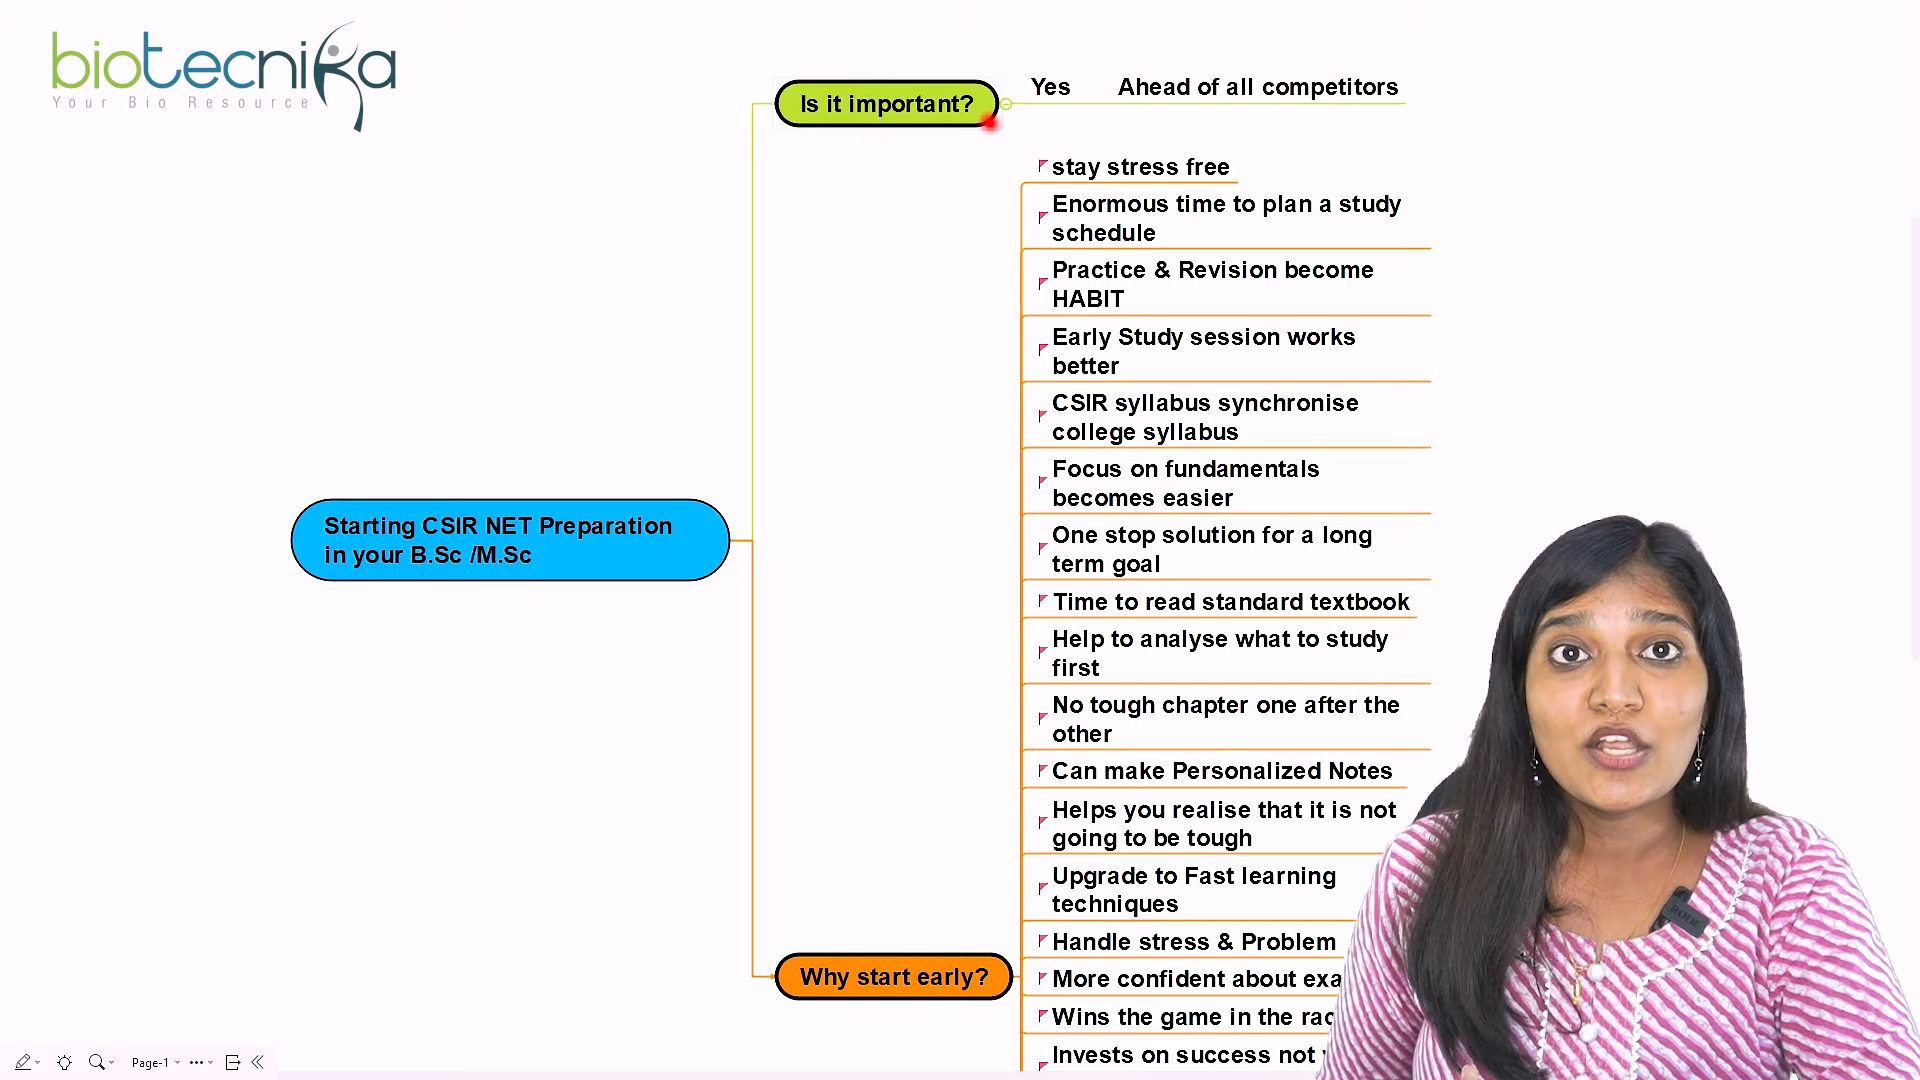 biotecnika
Your Bio Resource
Is it important?
Yes Ahead of all competitors
stay stress free
Enormous time to plan a study
schedule
Practice & Revision become
HABIT
Early Study session works
better
CSIR syllabus synchronise
college syllabus
Focus on fundamentals
becomes easier
Starting CSIR NET Preparation
in your B.Sc /M.Sc
One stop solution for a long
term goal
Time to read standard textbook
Help to analyse what to study
first
No tough chapter one after the
other
Can make Personalized Notes
Helps you realise that it is not
going to be tough
Upgrade to Fast learning
techniques
Handle stress & Problem
Why start early?
More confident about
Wins the game in the
Invests on success not
RODE
Page-1